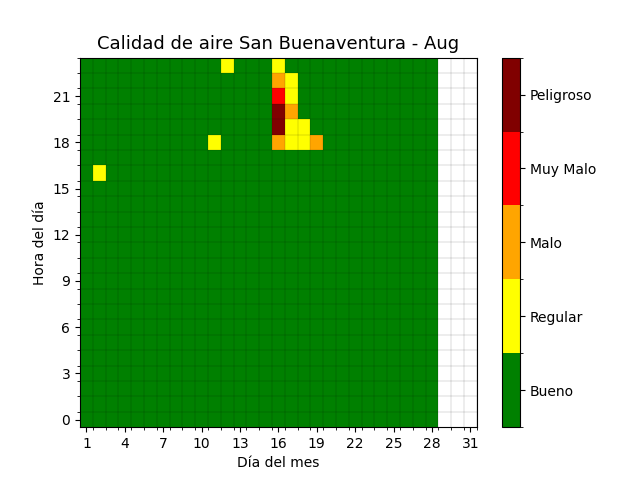 Calidad de aire San Buenaventura - Aug
Hora del día
21
18
15
12
9
6
3
0
1 4 7 10 13 16 19 22 25 28 31
Día del mes
Peligroso
Muy Malo
Malo
Regular
Bueno